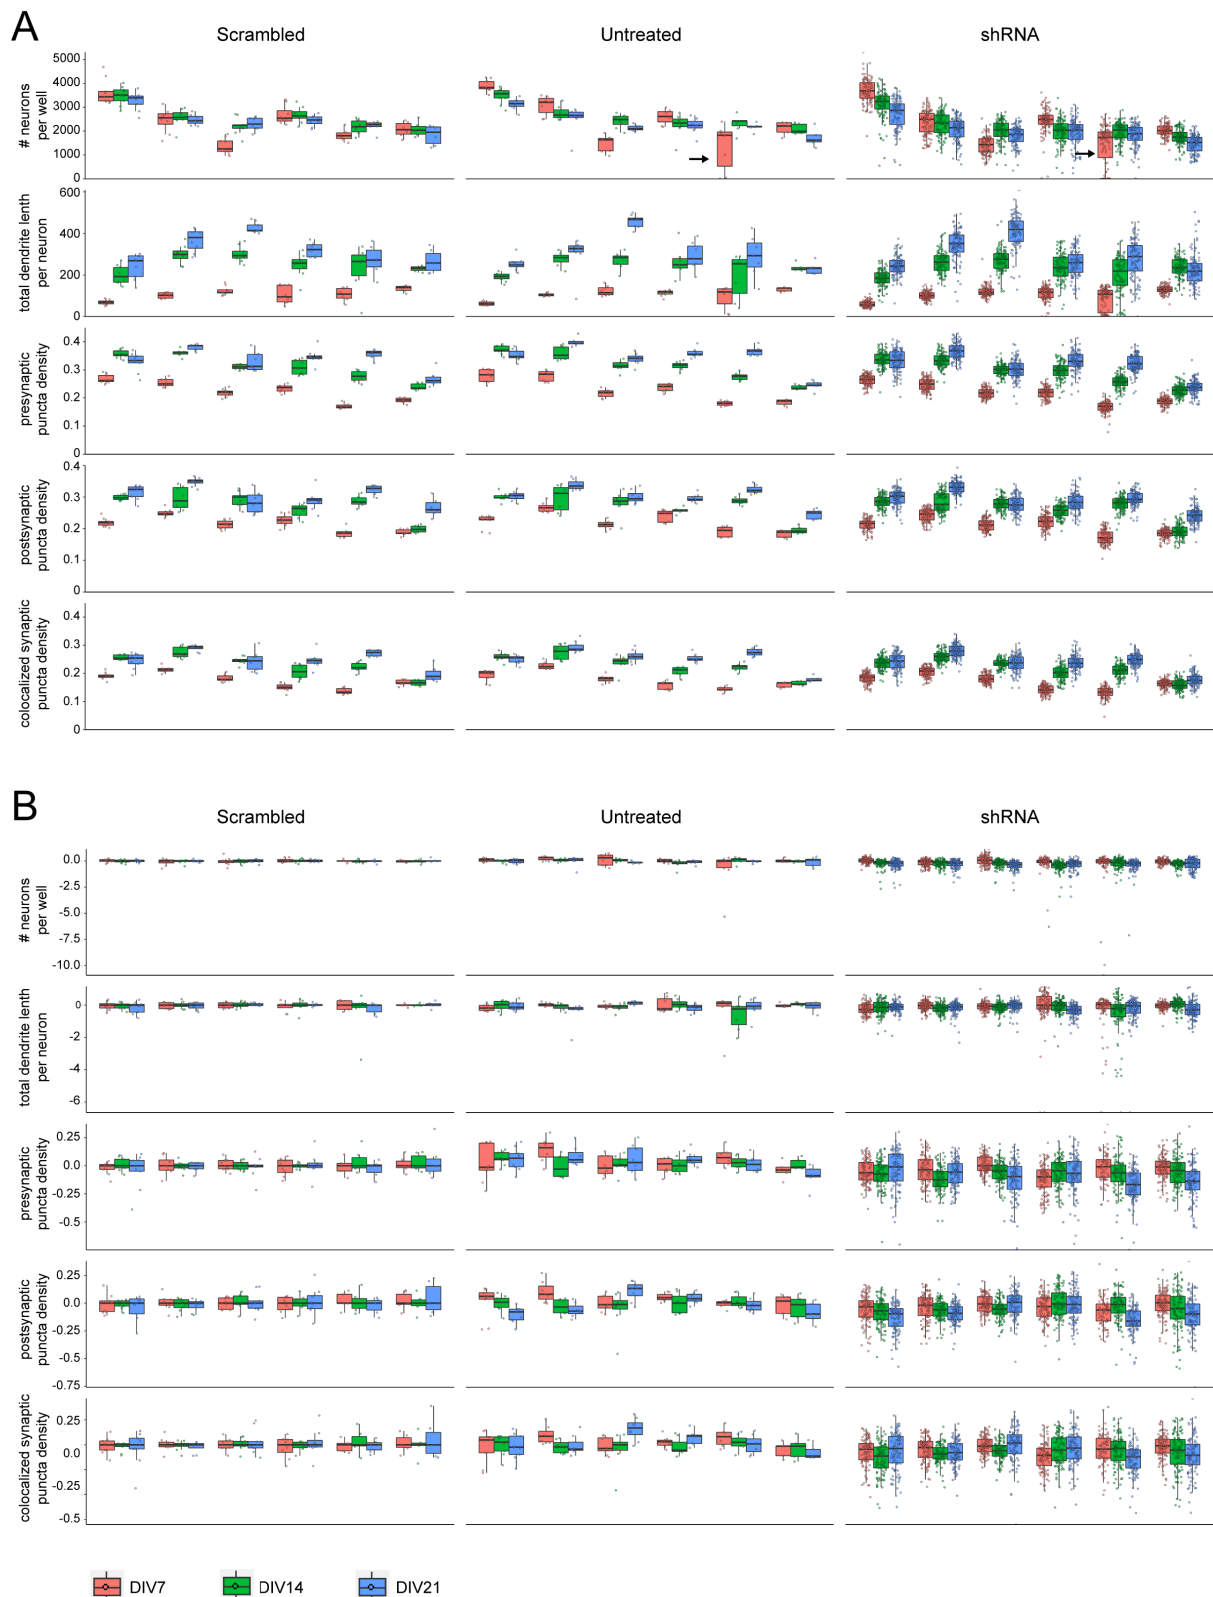 A
Scrambled
Untreated
shRNA
# neurons
per well
5000
4000
3000
2000
1000
0
total dendrite lenth
per neuron
600
400
200
0
presynaptic
puncta density
0.4
0.3
0.2
0.1
0
postsynaptic
puncta density
0.4
0.3
0.2
0.1
0
colocalized synaptic
puncta density
0.4
0.3
0.2
0.1
0
B
Scrambled
Untreated
shRNA
# neurons
per well
0.0
-2.5
-5.0
-7.5
-10.0
total dendrite lenth
per neuron
0
-2
-4
-6
presynaptic
puncta density
0.25
0.0
-0.25
-0.5
postsynaptic
puncta density
0.25
0.0
-0.25
-0.5
-0.75
colocalized synaptic
puncta density
0.25
0.0
-0.25
-0.5
DIV7
DIV14
DIV21